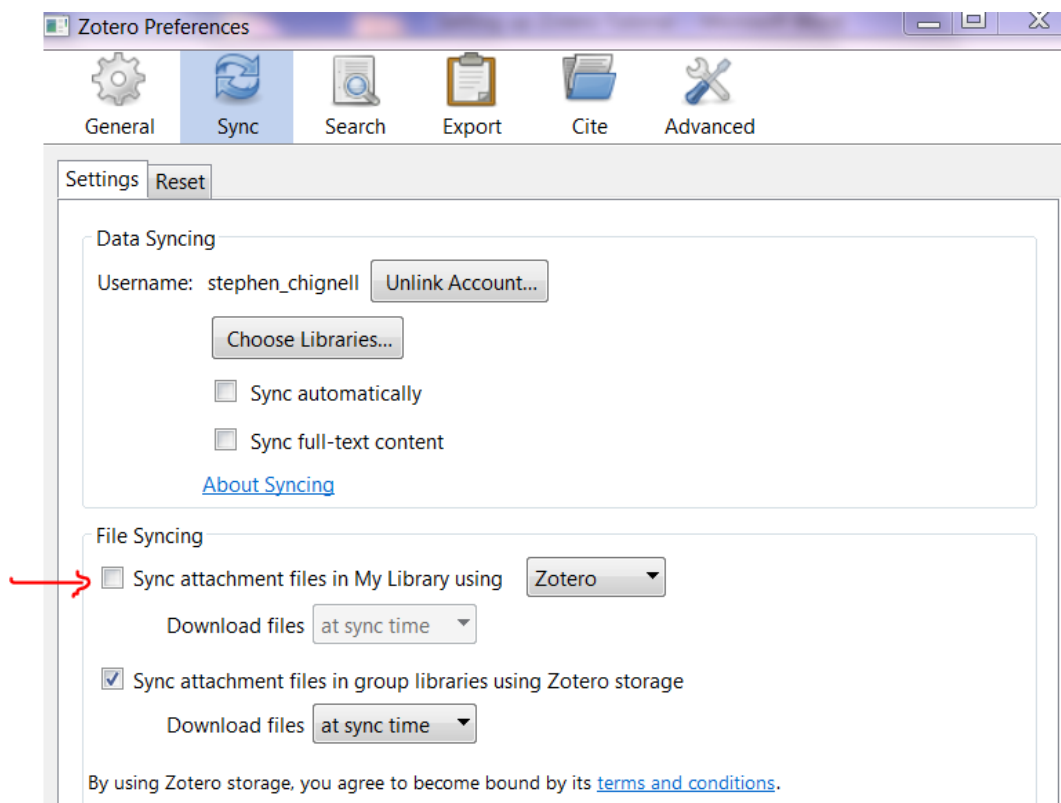 Zotero Preferences
General Sync Search Export Cite Advanced
Settings Reset
Data Syncing
Username: stephen_chignell Unlink Account...
Choose Libraries...
Sync automatically
Sync full-text content
About Syncing
File Syncing
Sync attachment files in My Library using Zotero
Download files at sync time
Sync attachment files in group libraries using Zotero storage
Download files at sync time
By using Zotero storage, you agree to become bound by its terms and conditions.